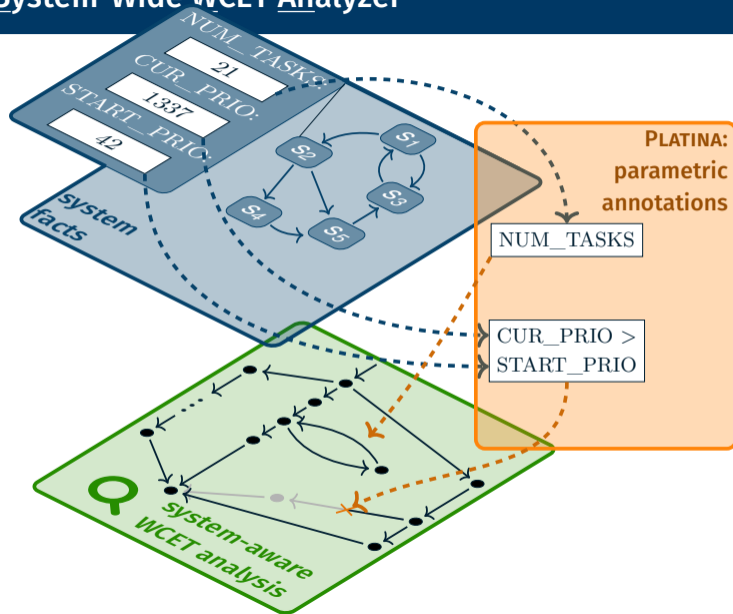 System-Wide WCET Analyzer
NUM_TASKS:
21
CUR_PRIO:
1337
START_PRIO:
42
S1
S2
S3
S4
S5
system
facts
PLATINA:
parametric
annotations
NUM_TASKS
CUR_PRIO >
START_PRIO
system-aware
WCET analysis